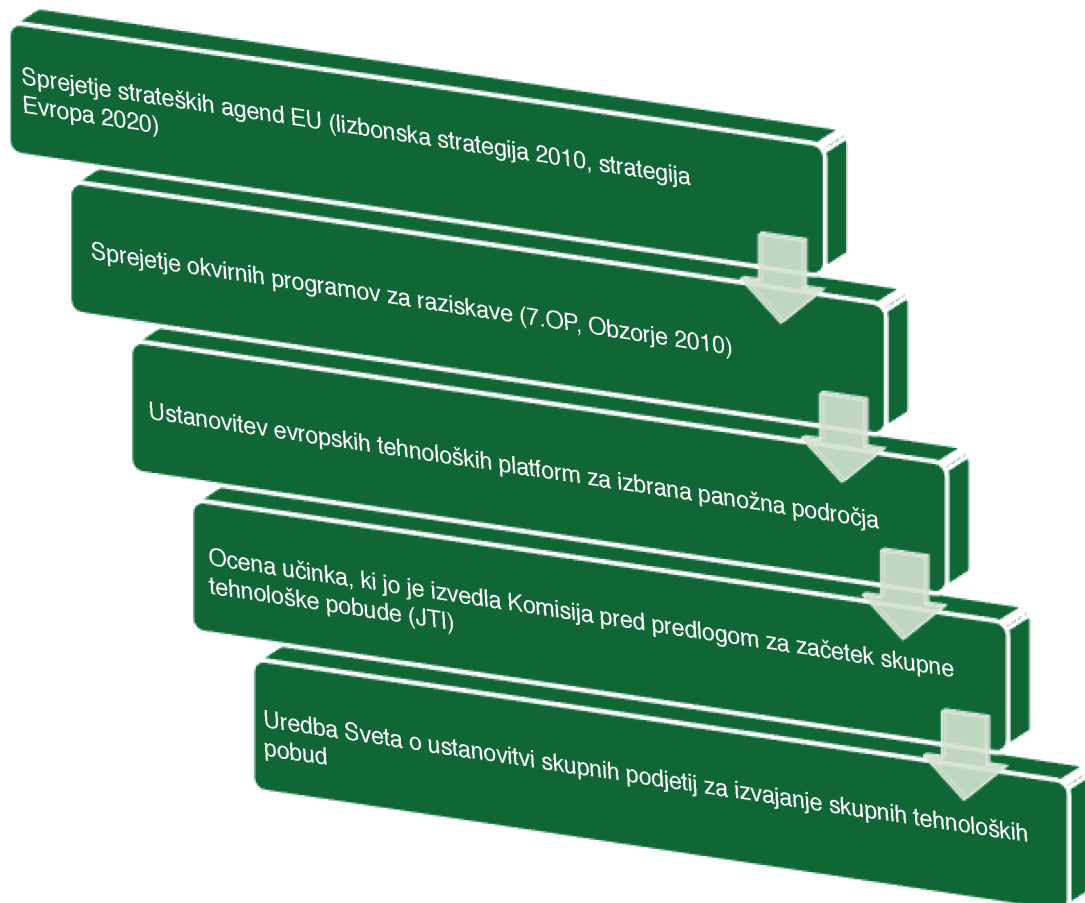 Sprejetje strateških agend EU (lizbonska strategija 2010, strategija
Evropa 2020)
Sprejetje okvirnih programov za raziskave (7.OP, Obzorje 2010)
Ustanovitev evropskih tehnoloških platform za izbrana panožna področja
Ocena učinka, ki jo je izvedla Komisija pred predlogom za začetek skupne
tehnološke pobude (JTI)
Uredba Sveta o ustanovitvi skupnih podjetij za izvajanje skupnih tehnoloških
pobud